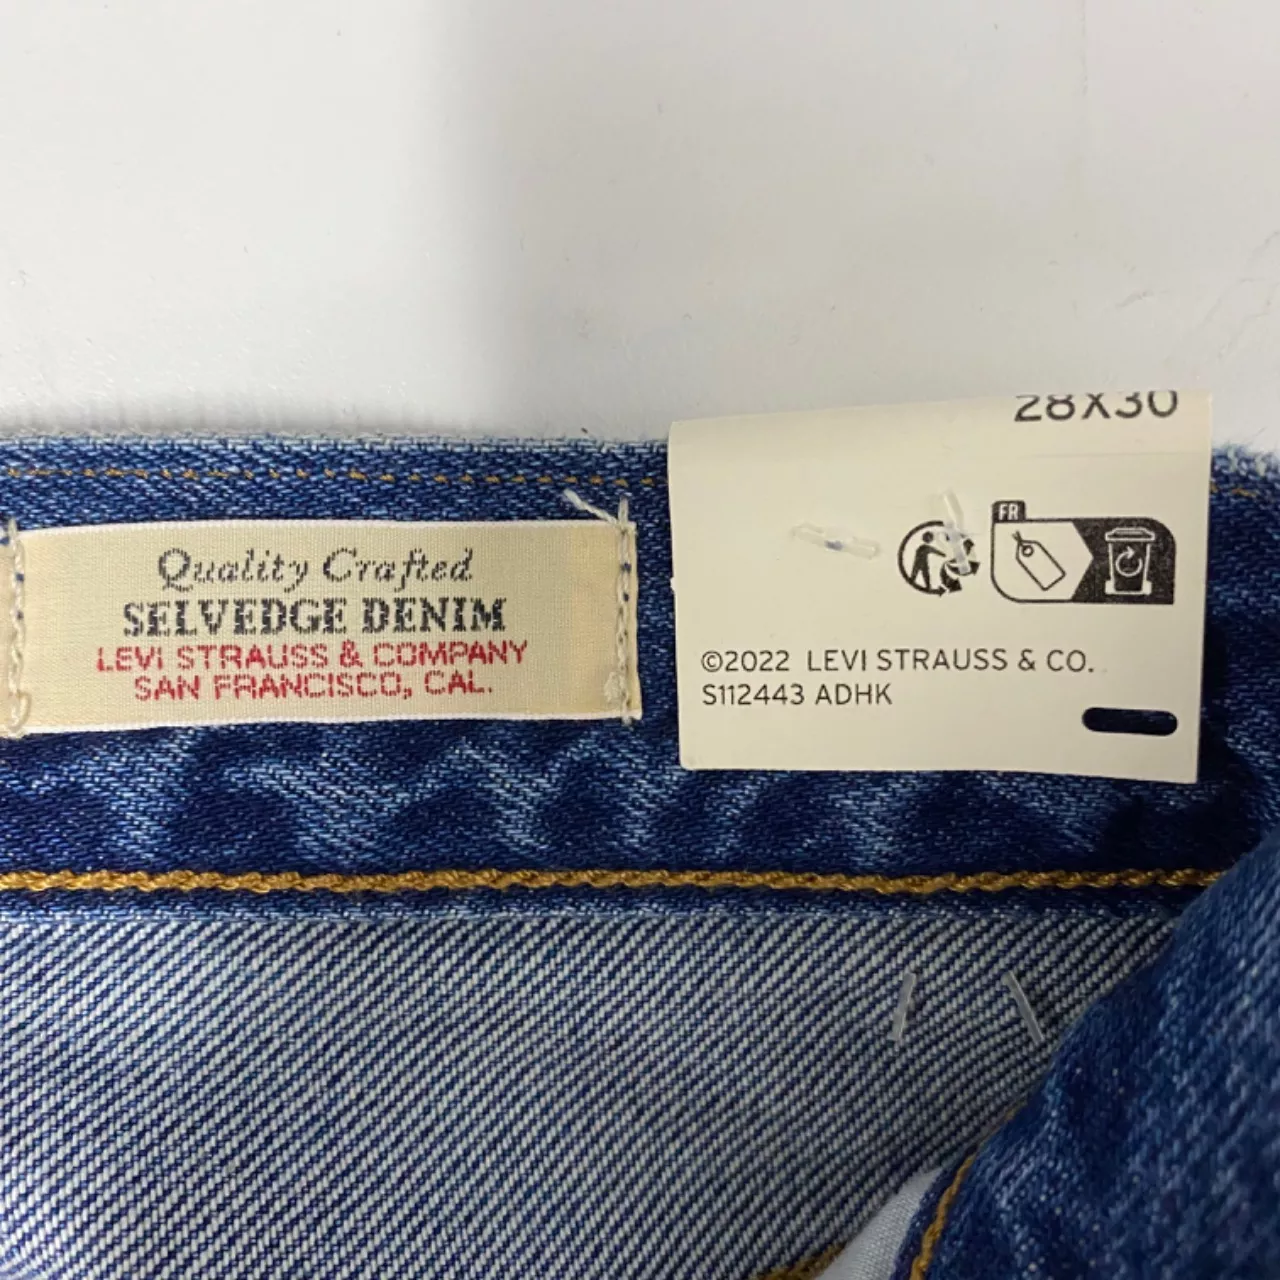 Quality Crafted
SELVEDGE DENIM
LEVI STRAUSS & COMPANY
SAN FRANCISCO, CAL.
28X30
FR
©2022 LEVI STRAUSS & CO.
S112443 ADHK